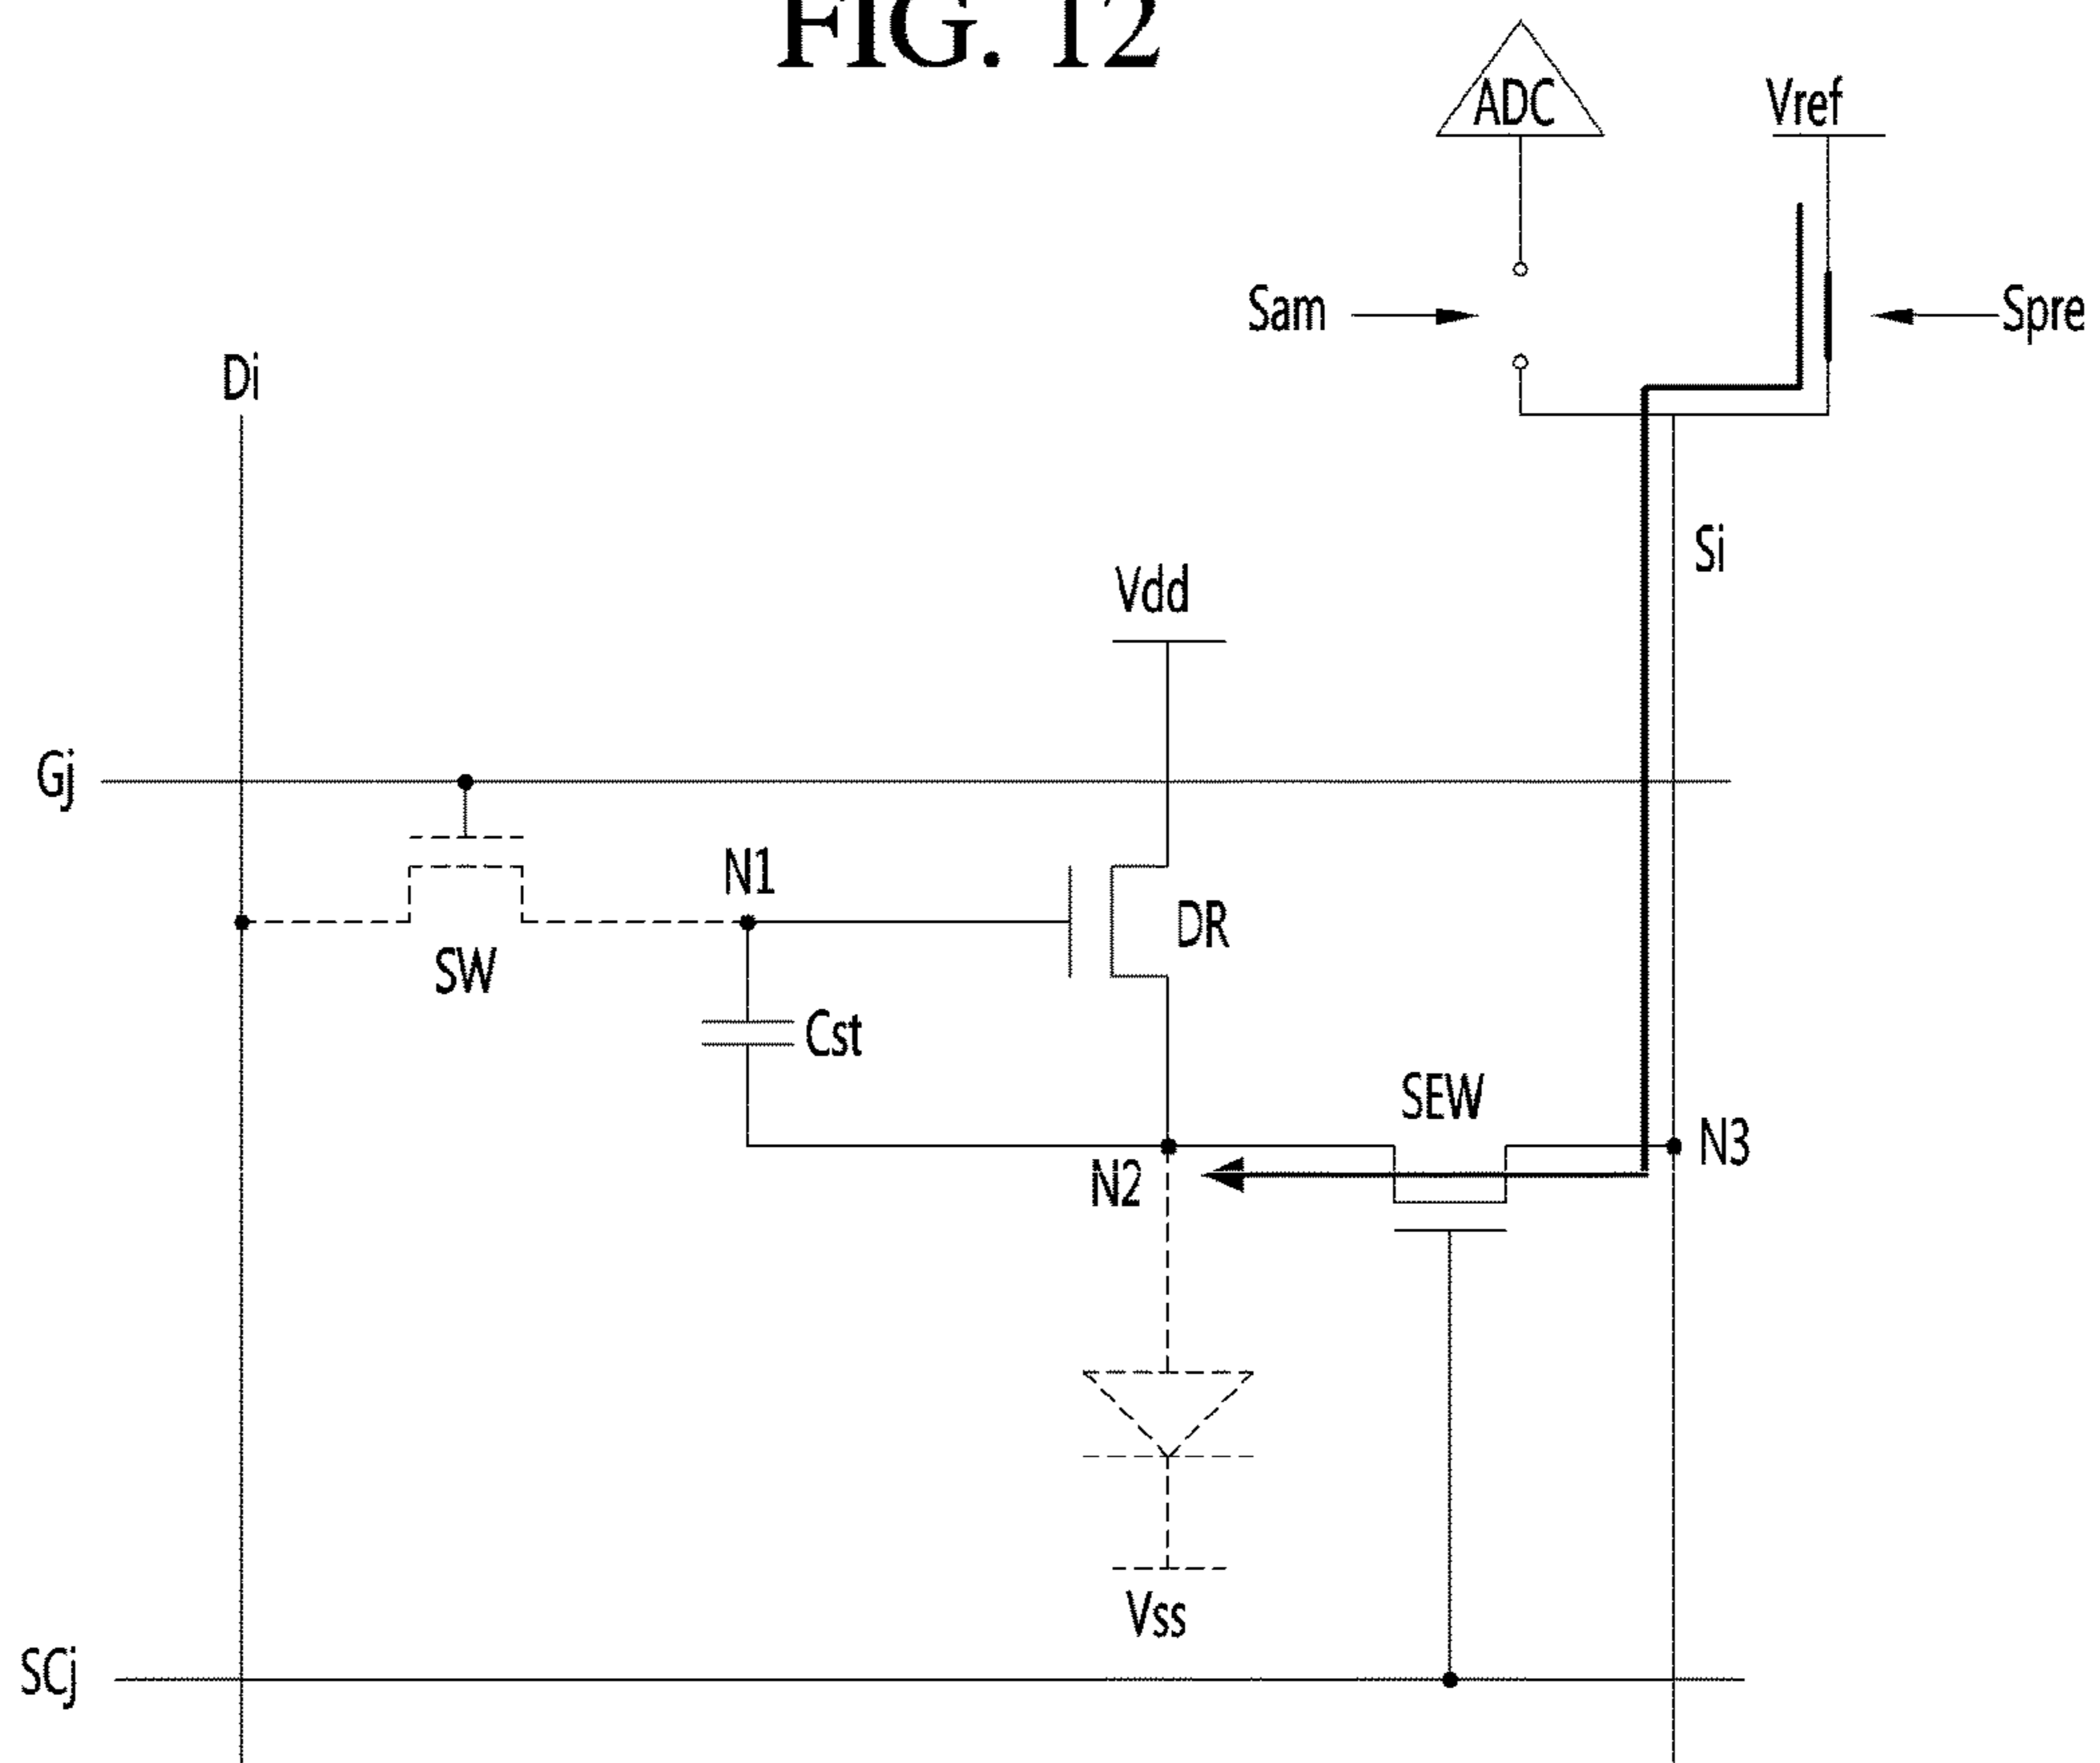 FIG. 12
ADC
Vref
Sam
Spre
Di
Si
Vdd
Gj
N1
DR
SW
Cst
SEW
N3
N2
Vss
SCj